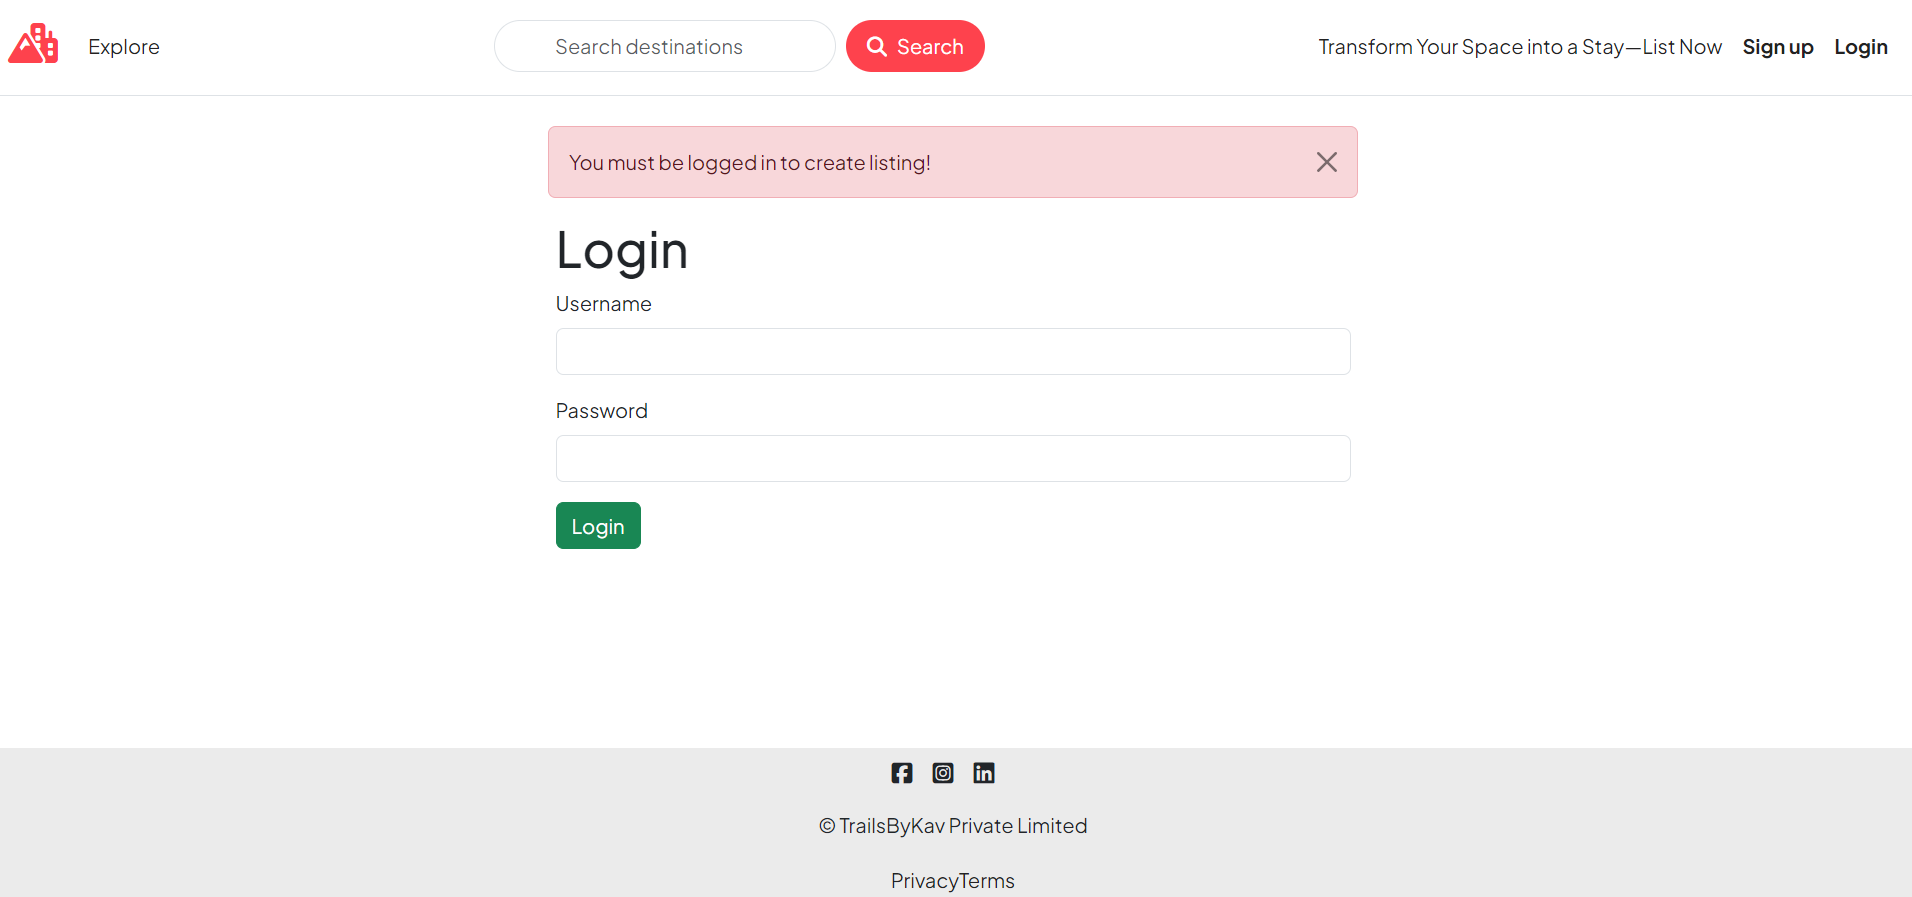 Explore
Search destinations
Search
Transform Your Space into a Stay—List Now
Sign up
Login
You must be logged in to create listing!
Login
Username
Password
Login
© TrailsByKav Private Limited
PrivacyTerms